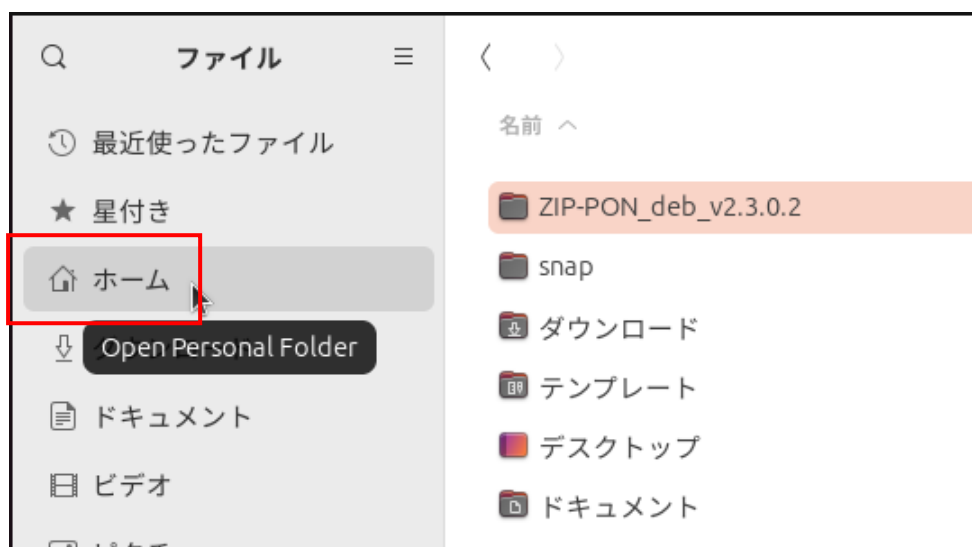 ファイル
最近使ったファイル
星付き
ホーム
Open Personal Folder
ドキュメント
ビデオ
名前
ZIP-PON_deb_v2.3.0.2
snap
ダウンロード
テンプレート
デスクトップ
ドキュメント